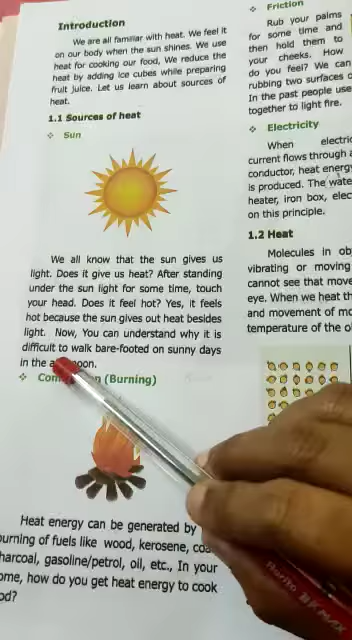 Introduction
We are all familiar with heat. We feel it
on our body when the sun shines. We use
heat for cooking our food, We reduce the
heat by adding ice cubes while preparing
fruit juice. Let us learn about sources of
heat.
1.1 Sources of heat
❖ Sun
We all know that the sun gives us
light. Does it give us heat? After standing
under the sun light for some time, touch
your head. Does it feel hot? Yes, it feels
hot because the sun gives out heat besides
light. Now, You can understand why it is
difficult to walk bare-footed on sunny days
in the
❖ (Burning)
Heat energy can be generated by
burning of fuels like wood, kerosene,
charcoal, gasoline/petrol, oil, etc., In your
how do you get heat energy to cook
❖ Friction
Rub your palms
for some time and
then hold them to
your cheeks. How
do you feel? We can
rubbing two surfaces
In the past people use
together to light fire.
❖ Electricity
When
current flows through
conductor, heat energy
is produced. The
heater, iron box,
on this principle.
1.2 Heat
Molecules in
vibrating or moving
cannot see that
eye. When we heat
and movement of
temperature of the
Hauser